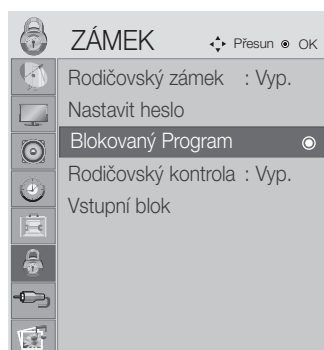 ZÁMEK Přesun OK
Rodičovský zámek : Vyp.
Nastavit heslo
Blokovaný Program
Rodičovský kontrola : Vyp.
Vstupní blok